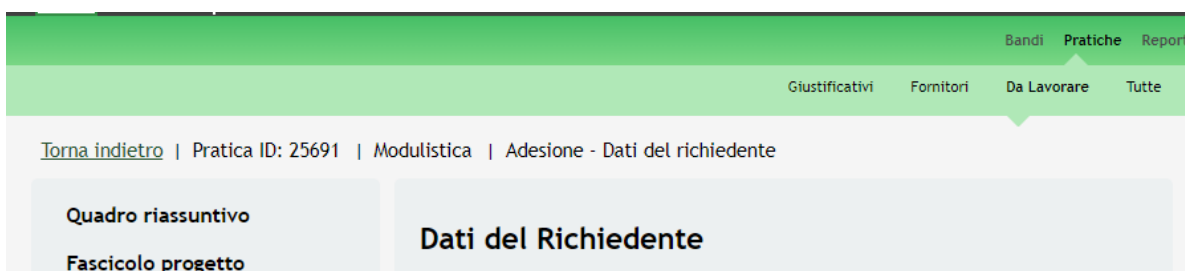 Bandi Pratiche Report
Giustificativi Fornitori Da Lavorare Tutte
Torna indietro | Pratica ID: 25691 | Modulistica | Adesione - Dati del richiedente
Quadro riassuntivo
Dati del Richiedente
Fascicolo progetto